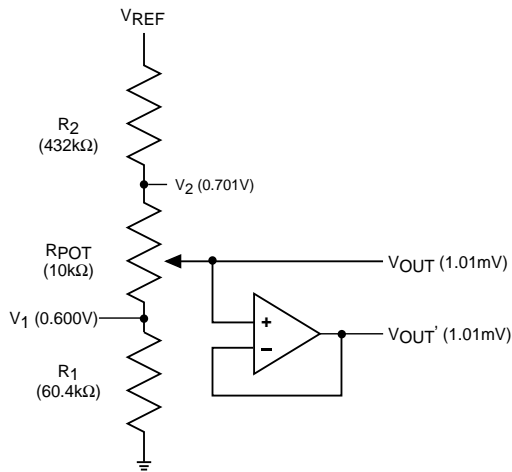 VREF
R2
(432kΩ)
V2 (0.701V)
RPOT
(10kΩ)
VOUT (1.01mV)
V1 (0.600V)
+
−
VOUT' (1.01mV)
R1
(60.4kΩ)